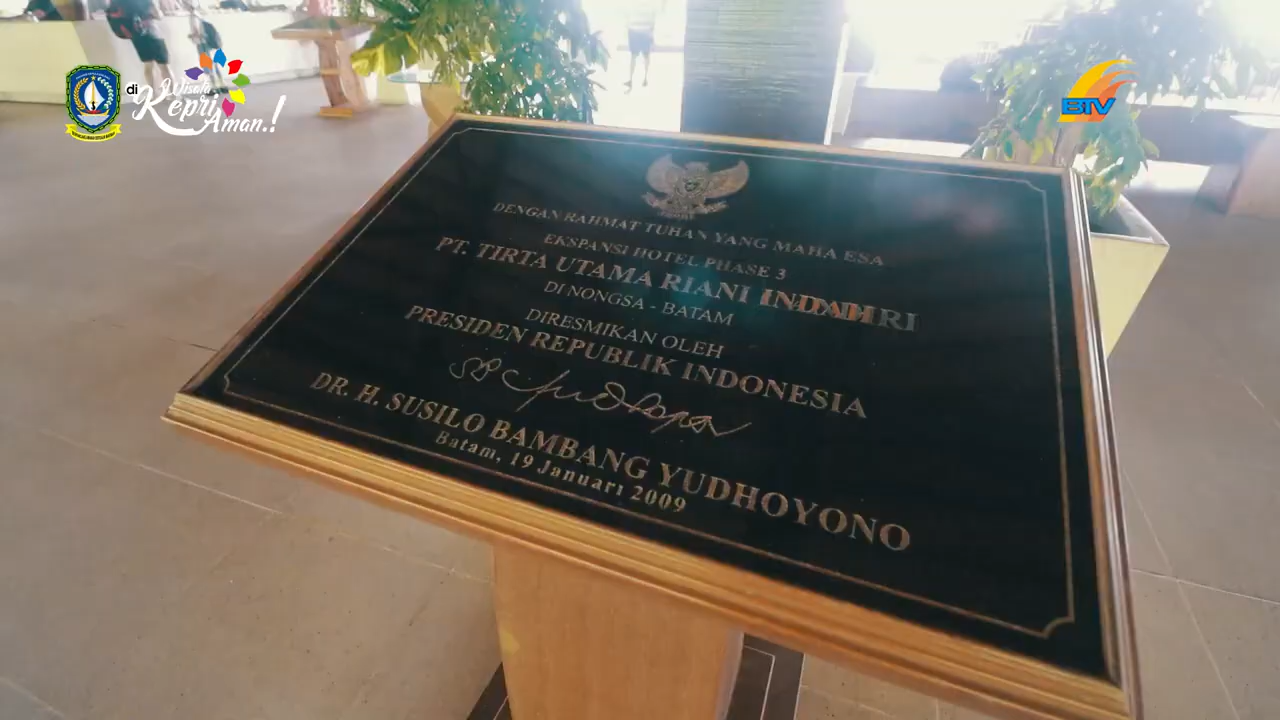 di Wisata
Kepri
Aman.!
BTV
DENGAN RAHMAT TUHAN YANG MAHA ESA
EKSPANSI HOTEL PHASE 3
PT. TIRTA UTAMA RIANI
DI NONGSA - BATAM
DIRESMIKAN OLEH
PRESIDEN REPUBLIK INDONESIA
DR. H. SUSILO BAMBANG YUDHOYONO
Batam, 19 Januari 2009